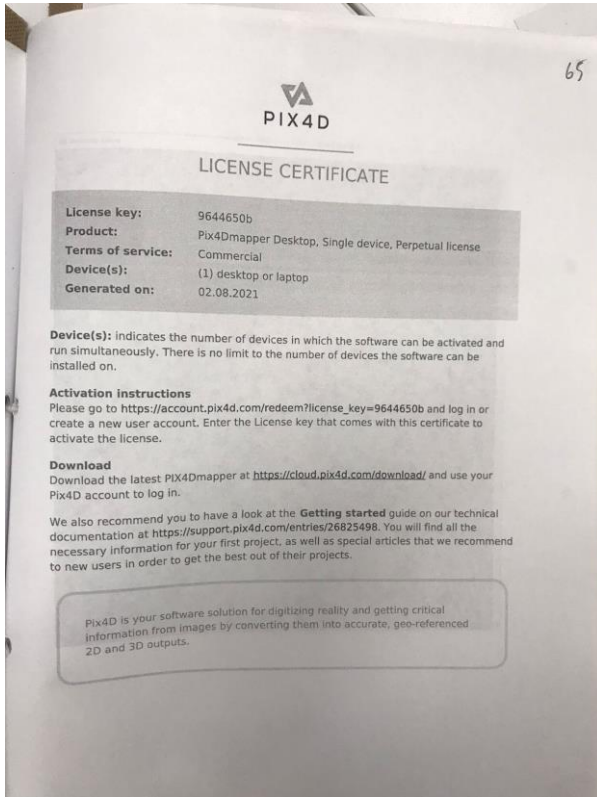 65
PIX4D
LICENSE CERTIFICATE
License key: 9644650b
Product: Pix4Dmapper Desktop, Single device, Perpetual license
Terms of service: Commercial
Device(s): (1) desktop or laptop
Generated on: 02.08.2021
Device(s): indicates the number of devices in which the software can be activated and
run simultaneously. There is no limit to the number of devices the software can be
installed on.
Activation instructions
Please go to https://account.pix4d.com/redeem?license_key=9644650b and log in or
create a new user account. Enter the License key that comes with this certificate to
activate the license.
Download
Download the latest PIX4Dmapper at https://cloud.pix4d.com/download/ and use your
Pix4D account to log in.
We also recommend you to have a look at the Getting started guide on our technical
documentation at https://support.pix4d.com/entries/26825498. You will find all the
necessary information for your first project, as well as special articles that we recommend
to new users in order to get the best out of their projects.
Pix4D is your software solution for digitizing reality and getting critical
information from images by converting them into accurate, geo-referenced
2D and 3D outputs.